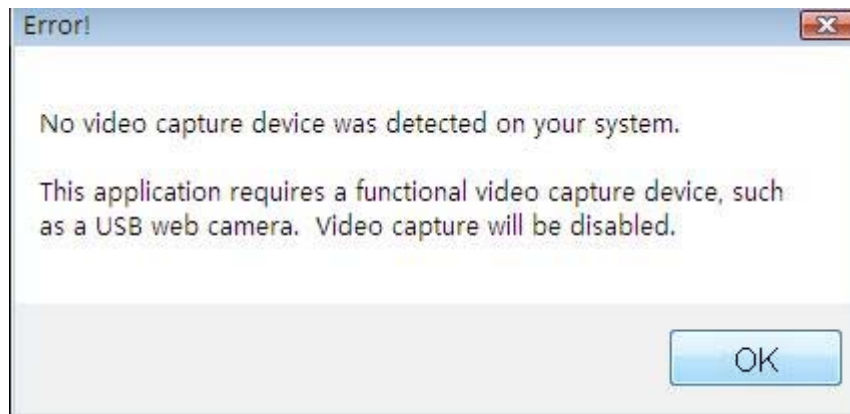 Error!
No video capture device was detected on your system.
This application requires a functional video capture device, such
as a USB web camera.  Video capture will be disabled.
OK